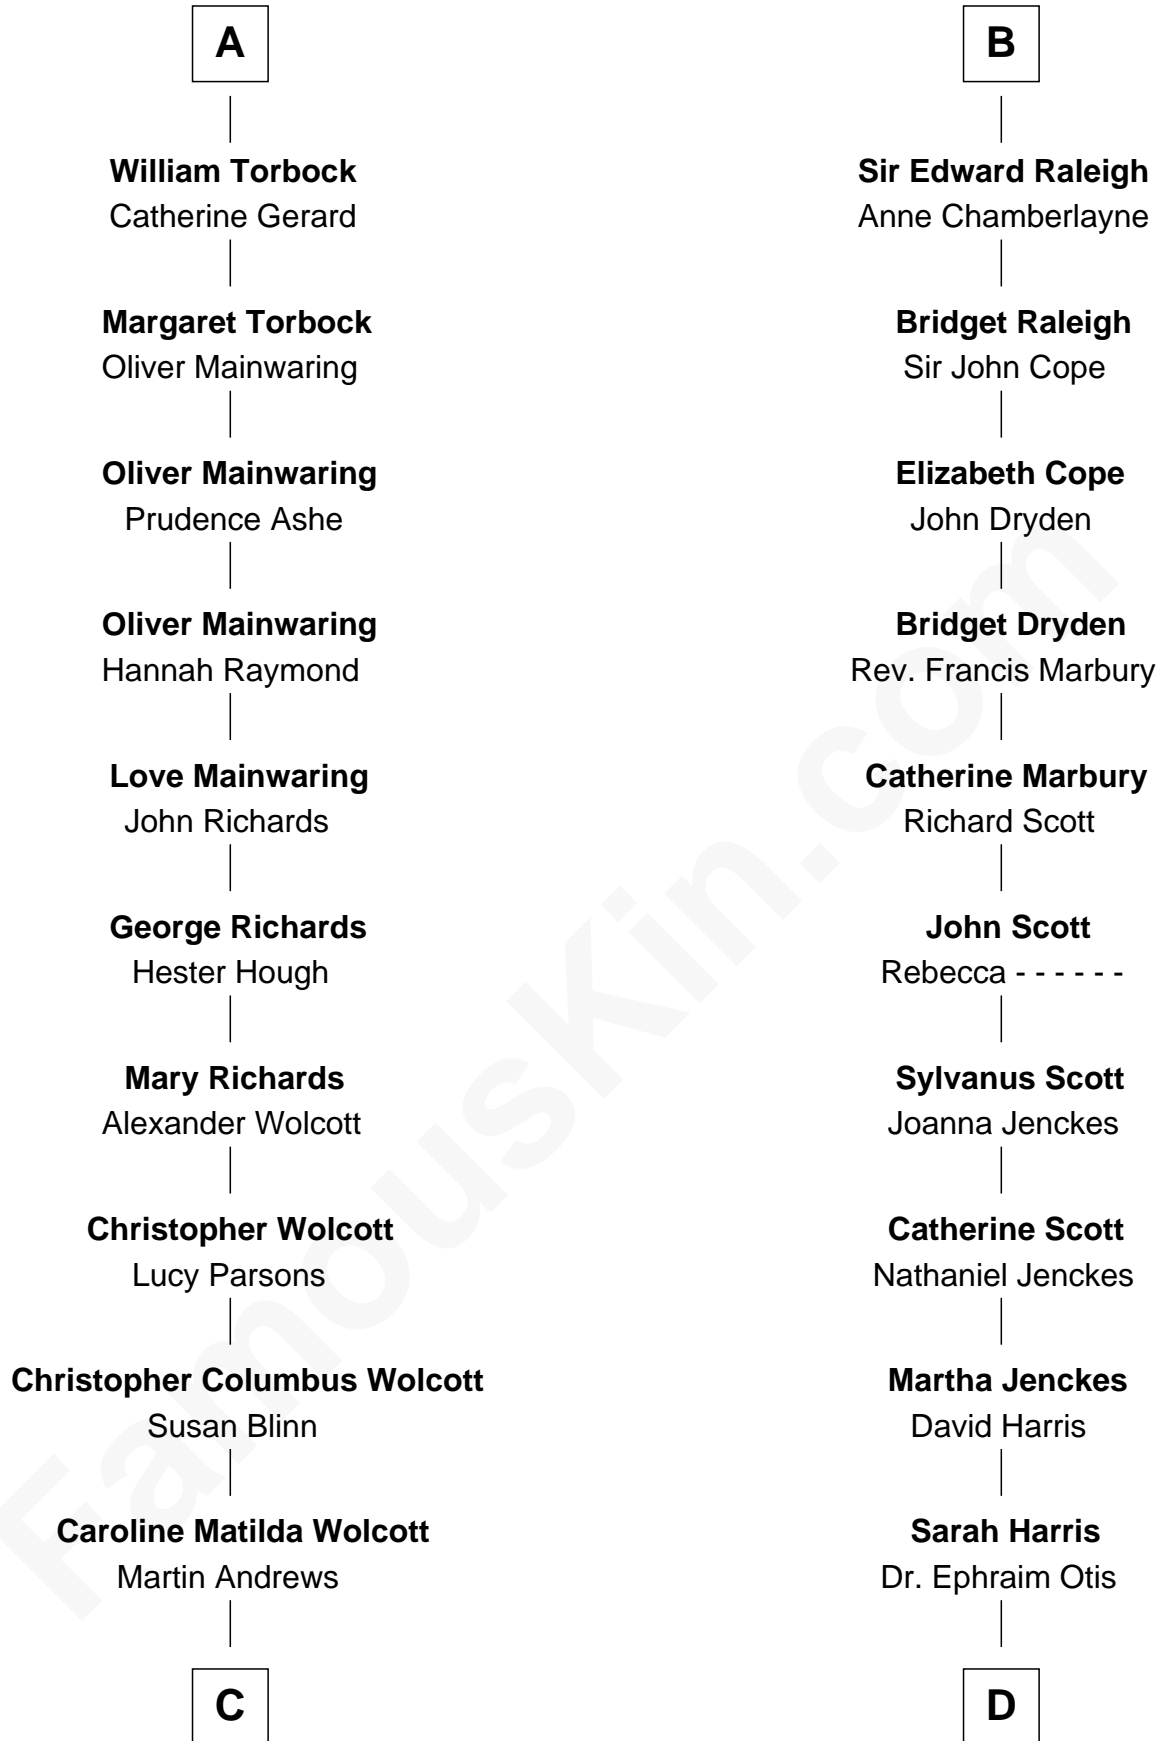 A
William Torbock
Catherine Gerard
Margaret Torbock
Oliver Mainwaring
Oliver Mainwaring
Prudence Ashe
Oliver Mainwaring
Hannah Raymond
Love Mainwaring
John Richards
George Richards
Hester Hough
Mary Richards
Alexander Wolcott
Christopher Wolcott
Lucy Parsons
Christopher Columbus Wolcott
Susan Blinn
Caroline Matilda Wolcott
Martin Andrews
C
B
Sir Edward Raleigh
Anne Chamberlayne
Bridget Raleigh
Sir John Cope
Elizabeth Cope
John Dryden
Bridget Dryden
Rev. Francis Marbury
Catherine Marbury
Richard Scott
John Scott
Rebecca - - - - - -
Sylvanus Scott
Joanna Jenckes
Catherine Scott
Nathaniel Jenckes
Martha Jenckes
David Harris
Sarah Harris
Dr. Ephraim Otis
D
FamousKin.com